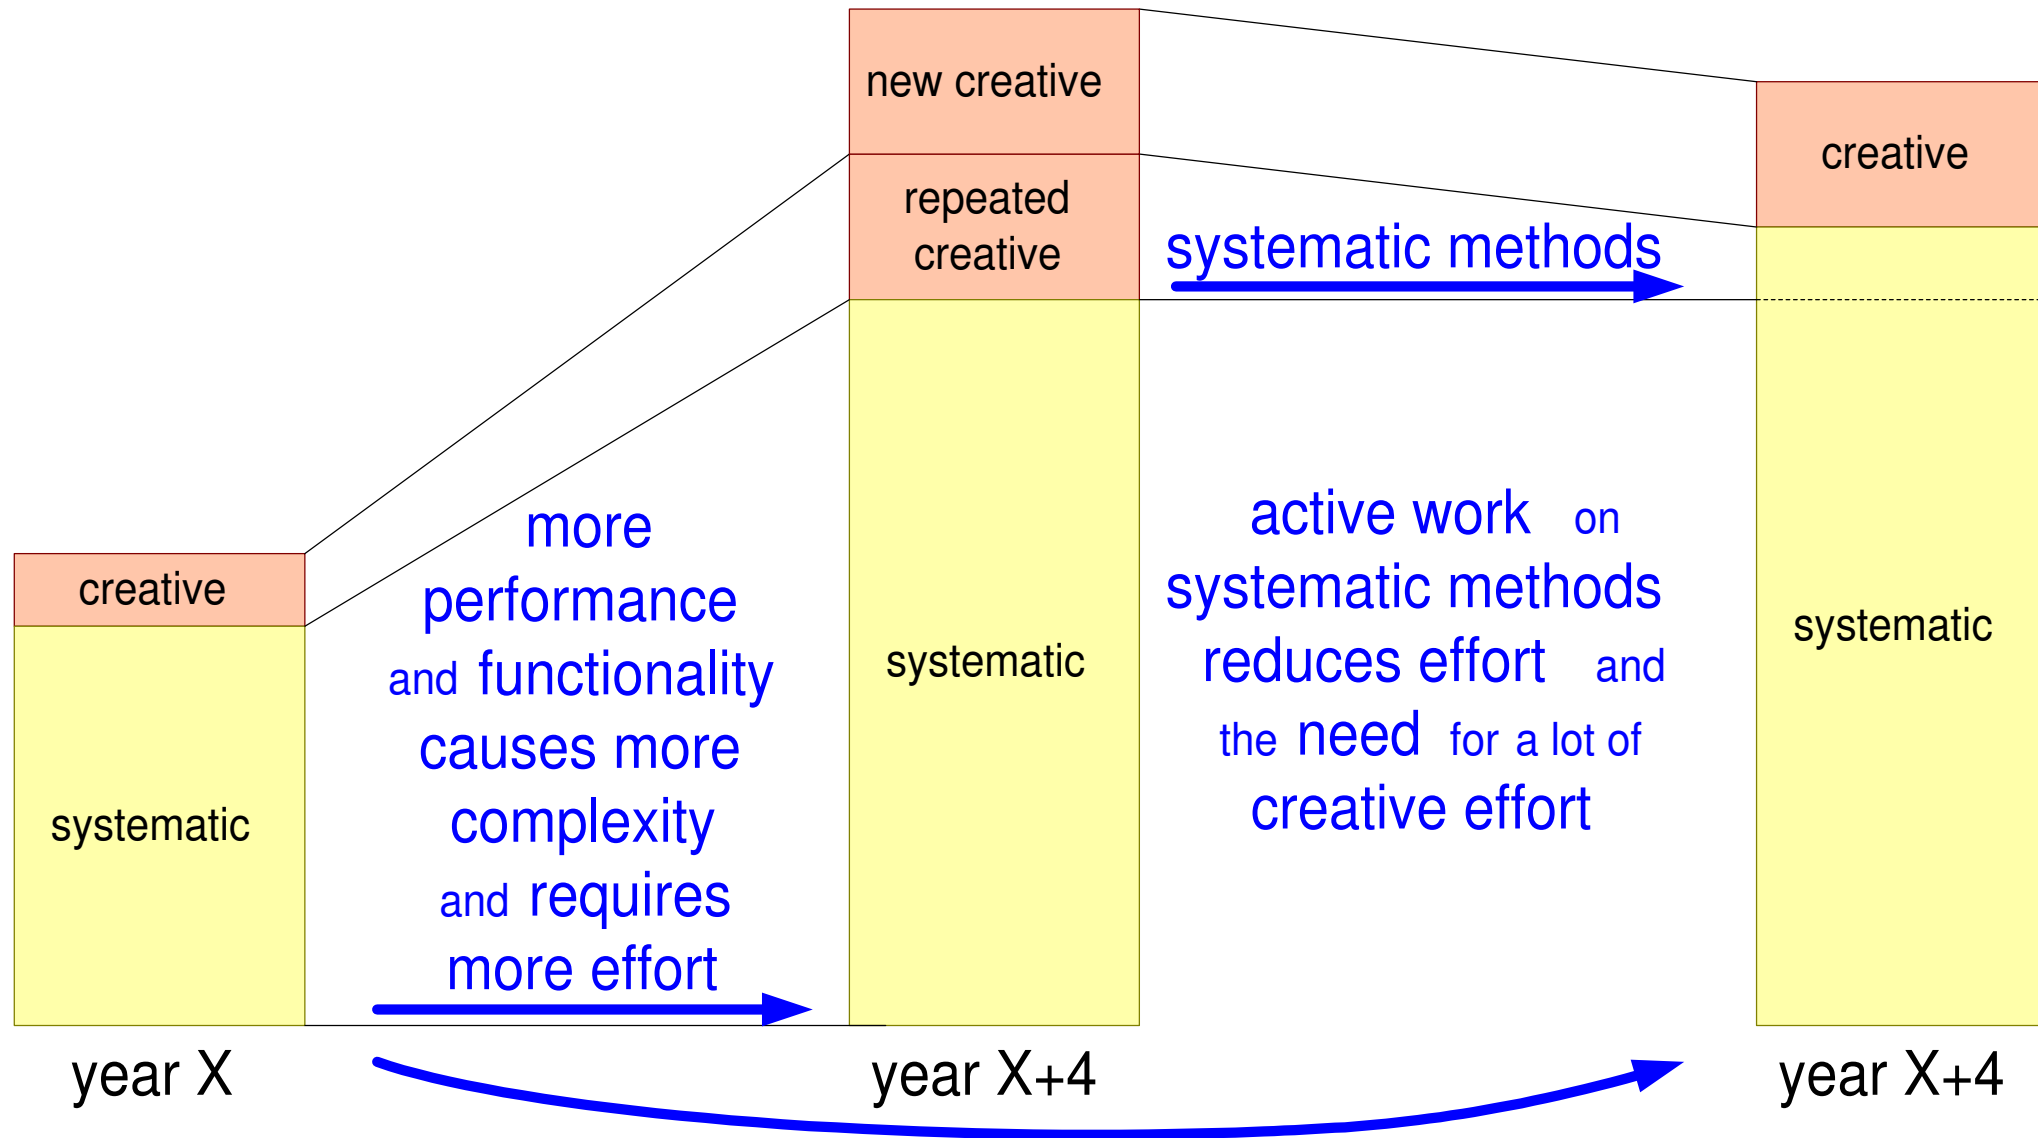 new creative
repeated
creative
creative
systematic methods
creative
systematic
more
performance
and functionality
causes more
complexity
and requires
more effort
systematic
active work on
systematic methods
reduces effort and
the need for a lot of
creative effort
systematic
year X
year X+4
year X+4